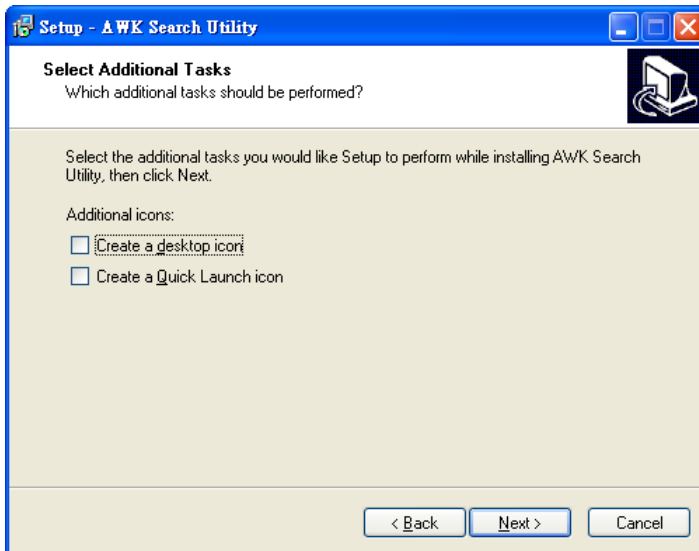 Setup - AWK Search Utility
Select Additional Tasks
Which additional tasks should be performed?
Select the additional tasks you would like Setup to perform while installing AWK Search
Utility, then click Next.
Additional icons:
Create a desktop icon
Create a Quick Launch icon
< Back
Next >
Cancel